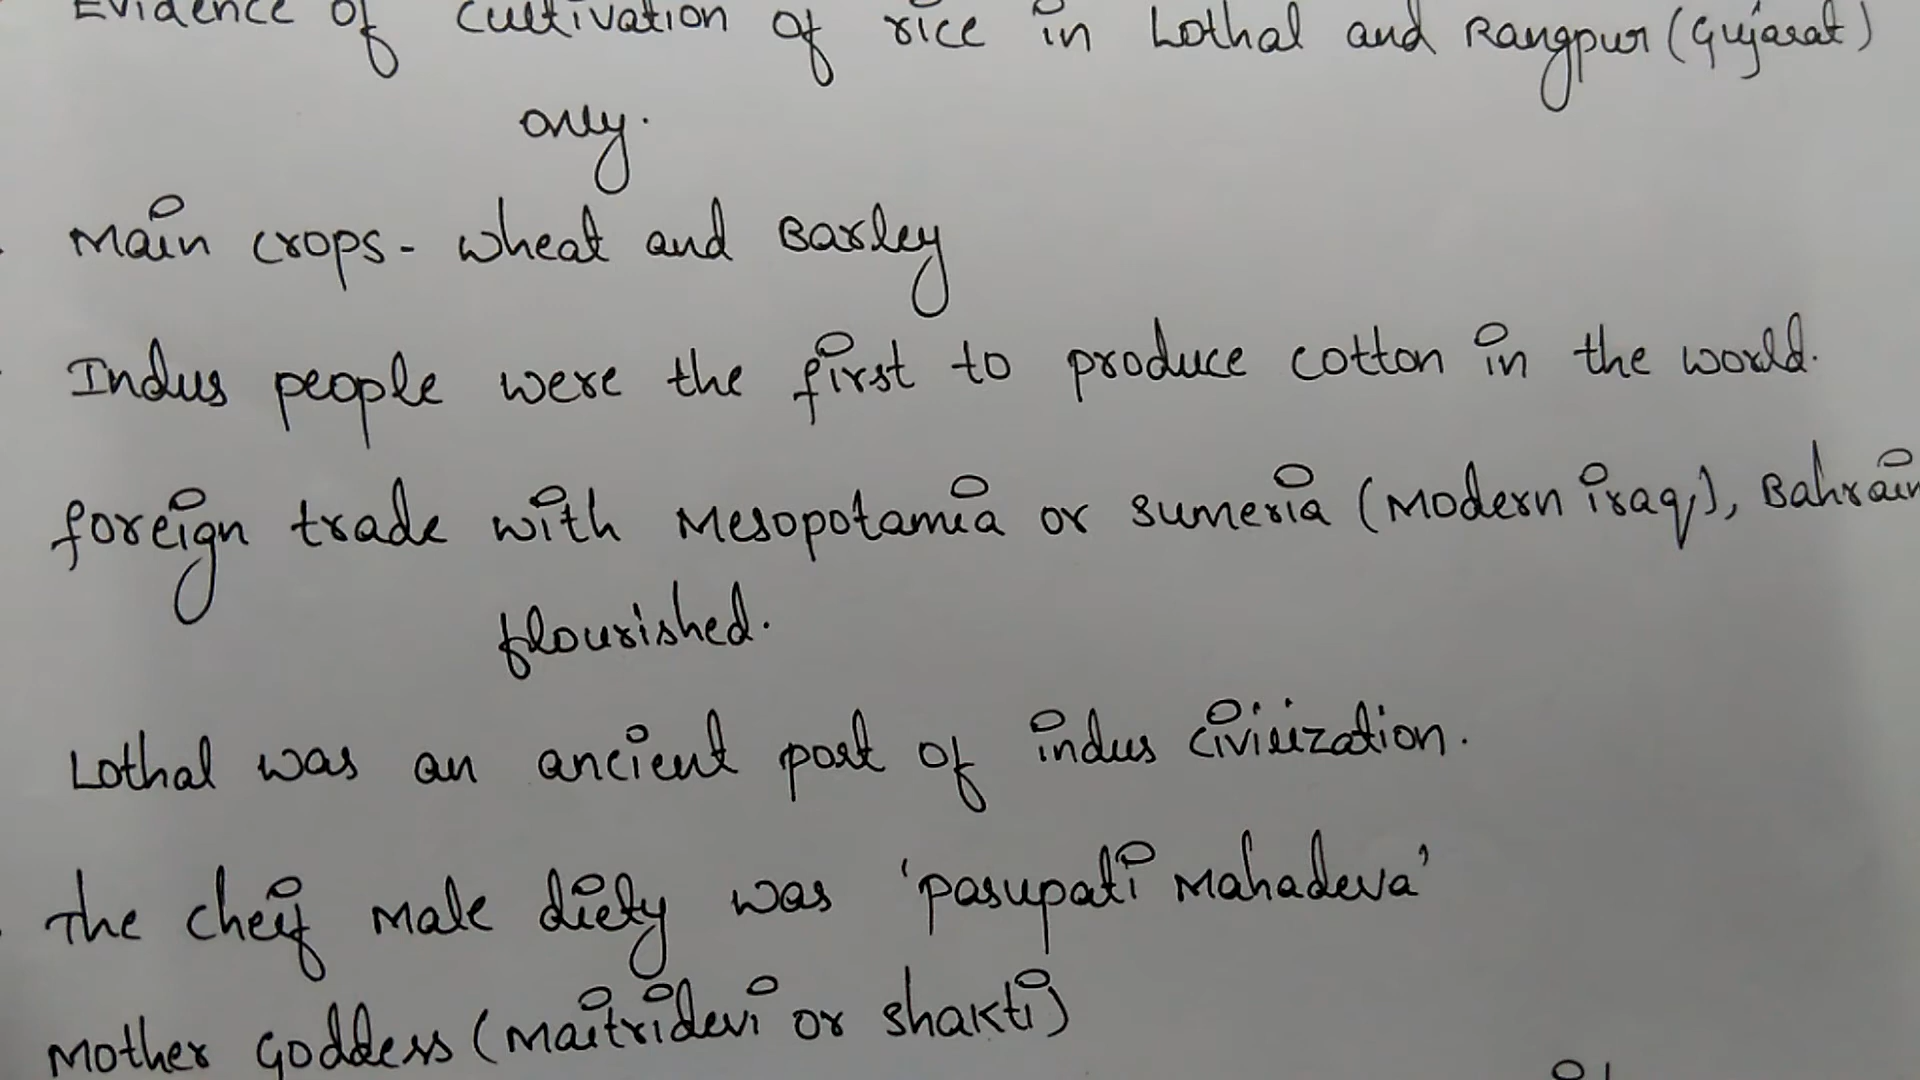 Evidence of cultivation of rice in Lothal and Rangpur (Gujarat)
only.
Main crops - wheat and Barley
Indus people were the first to produce cotton in the world.
foreign trade with Mesopotamia or sumeria (Modern iraq), Bahrain
flourished.
Lothal was an ancient port of indus civilization.
The cheif male diety was 'pasupati Mahadeva'
Mother Goddess (Maitridevi or shakti)